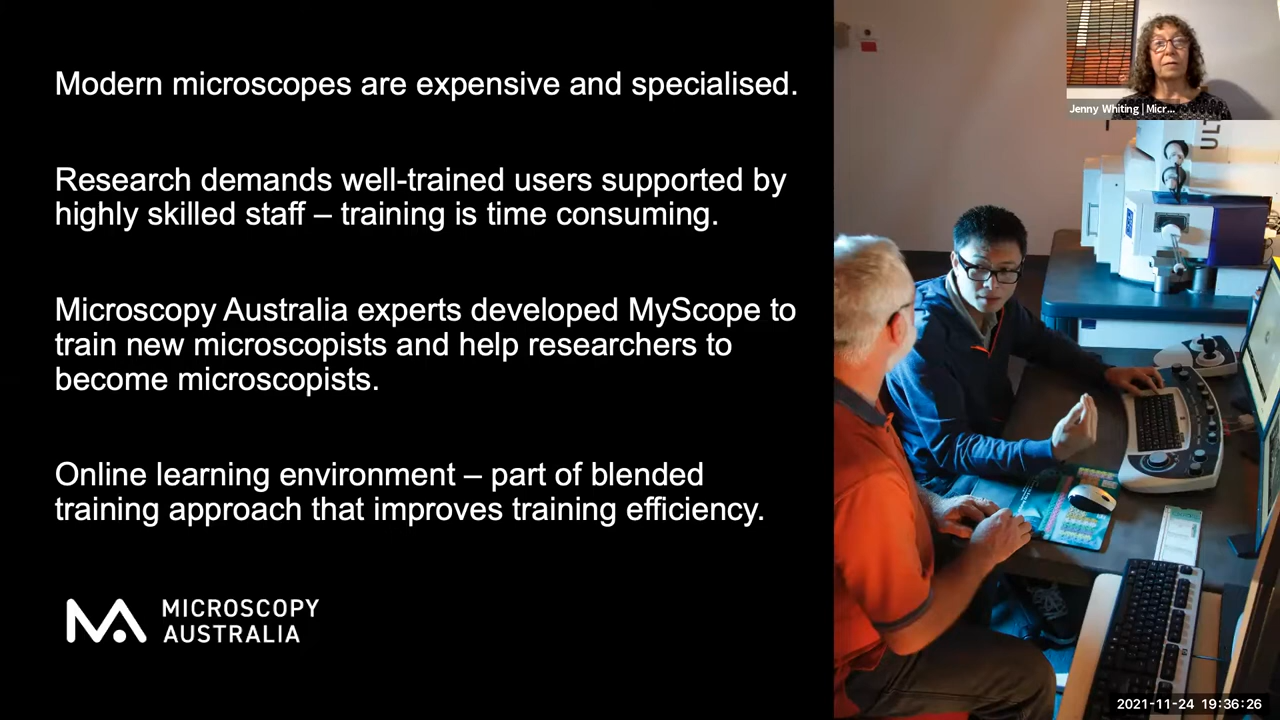 Modern microscopes are expensive and specialised.
Research demands well-trained users supported by
highly skilled staff – training is time consuming.
Microscopy Australia experts developed MyScope to
train new microscopists and help researchers to
become microscopists.
Online learning environment – part of blended
training approach that improves training efficiency.
MICROSCOPY
AUSTRALIA
Jenny Whiting | Micr...
ULT
2021-11-24 19:36:26